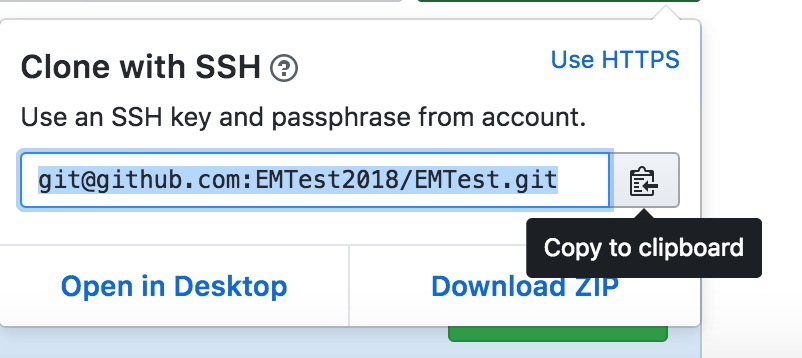 Clone with SSH ?
Use HTTPS
Use an SSH key and passphrase from account.
git@github.com:EMTest2018/EMTest.git
Copy to clipboard
Open in Desktop
Download ZIP